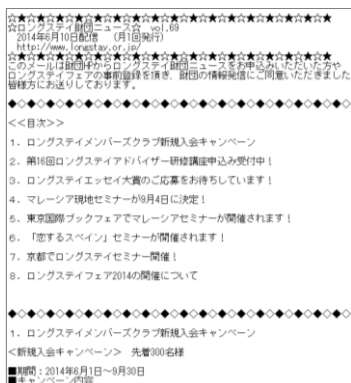 ☆★☆★☆★☆★☆★☆★☆★☆★☆★☆★☆★☆★☆★☆★☆★☆★
☆ロングステイ財団ニュース☆　vol.69
2014年6月10日配信　（月1回発行）
http://www.longstay.or.jp/
☆★☆★☆★☆★☆★☆★☆★☆★☆★☆★☆★☆★☆★☆★☆★☆★
このメールは財団HPからロングステイ財団ニュースをお申込みいただいた方や
ロングステイフェアの事前登録を頂き、財団の情報発信にご同意いただきました
皆様方にお送りしております。
◆◇◆◇◆◇◆◇◆◇◆◇◆◇◆◇◆◇◆◇◆◇◆◇◆◇◆◇◆
<<目次>>
1．ロングステイメンバーズクラブ新規入会キャンペーン
2．第16回ロングステイアドバイザー研修講座申込み受付中！
3．ロングステイエッセイ大賞のご応募をお待ちしています！
4．マレーシア現地セミナーが9月4日に決定！
5．東京国際ブックフェアでマレーシアセミナーが開催されます！
6．「恋するスペイン」セミナーが開催されます！
7．京都でロングステイセミナー開催！
8．ロングステイフェア2014の開催について
◆◇◆◇◆◇◆◇◆◇◆◇◆◇◆◇◆◇◆◇◆◇◆◇◆◇◆◇◆
1．ロングステイメンバーズクラブ新規入会キャンペーン
<新規入会キャンペーン>　先着300名様
■期間：2014年6月1日～9月30日
■キャンペーン内容